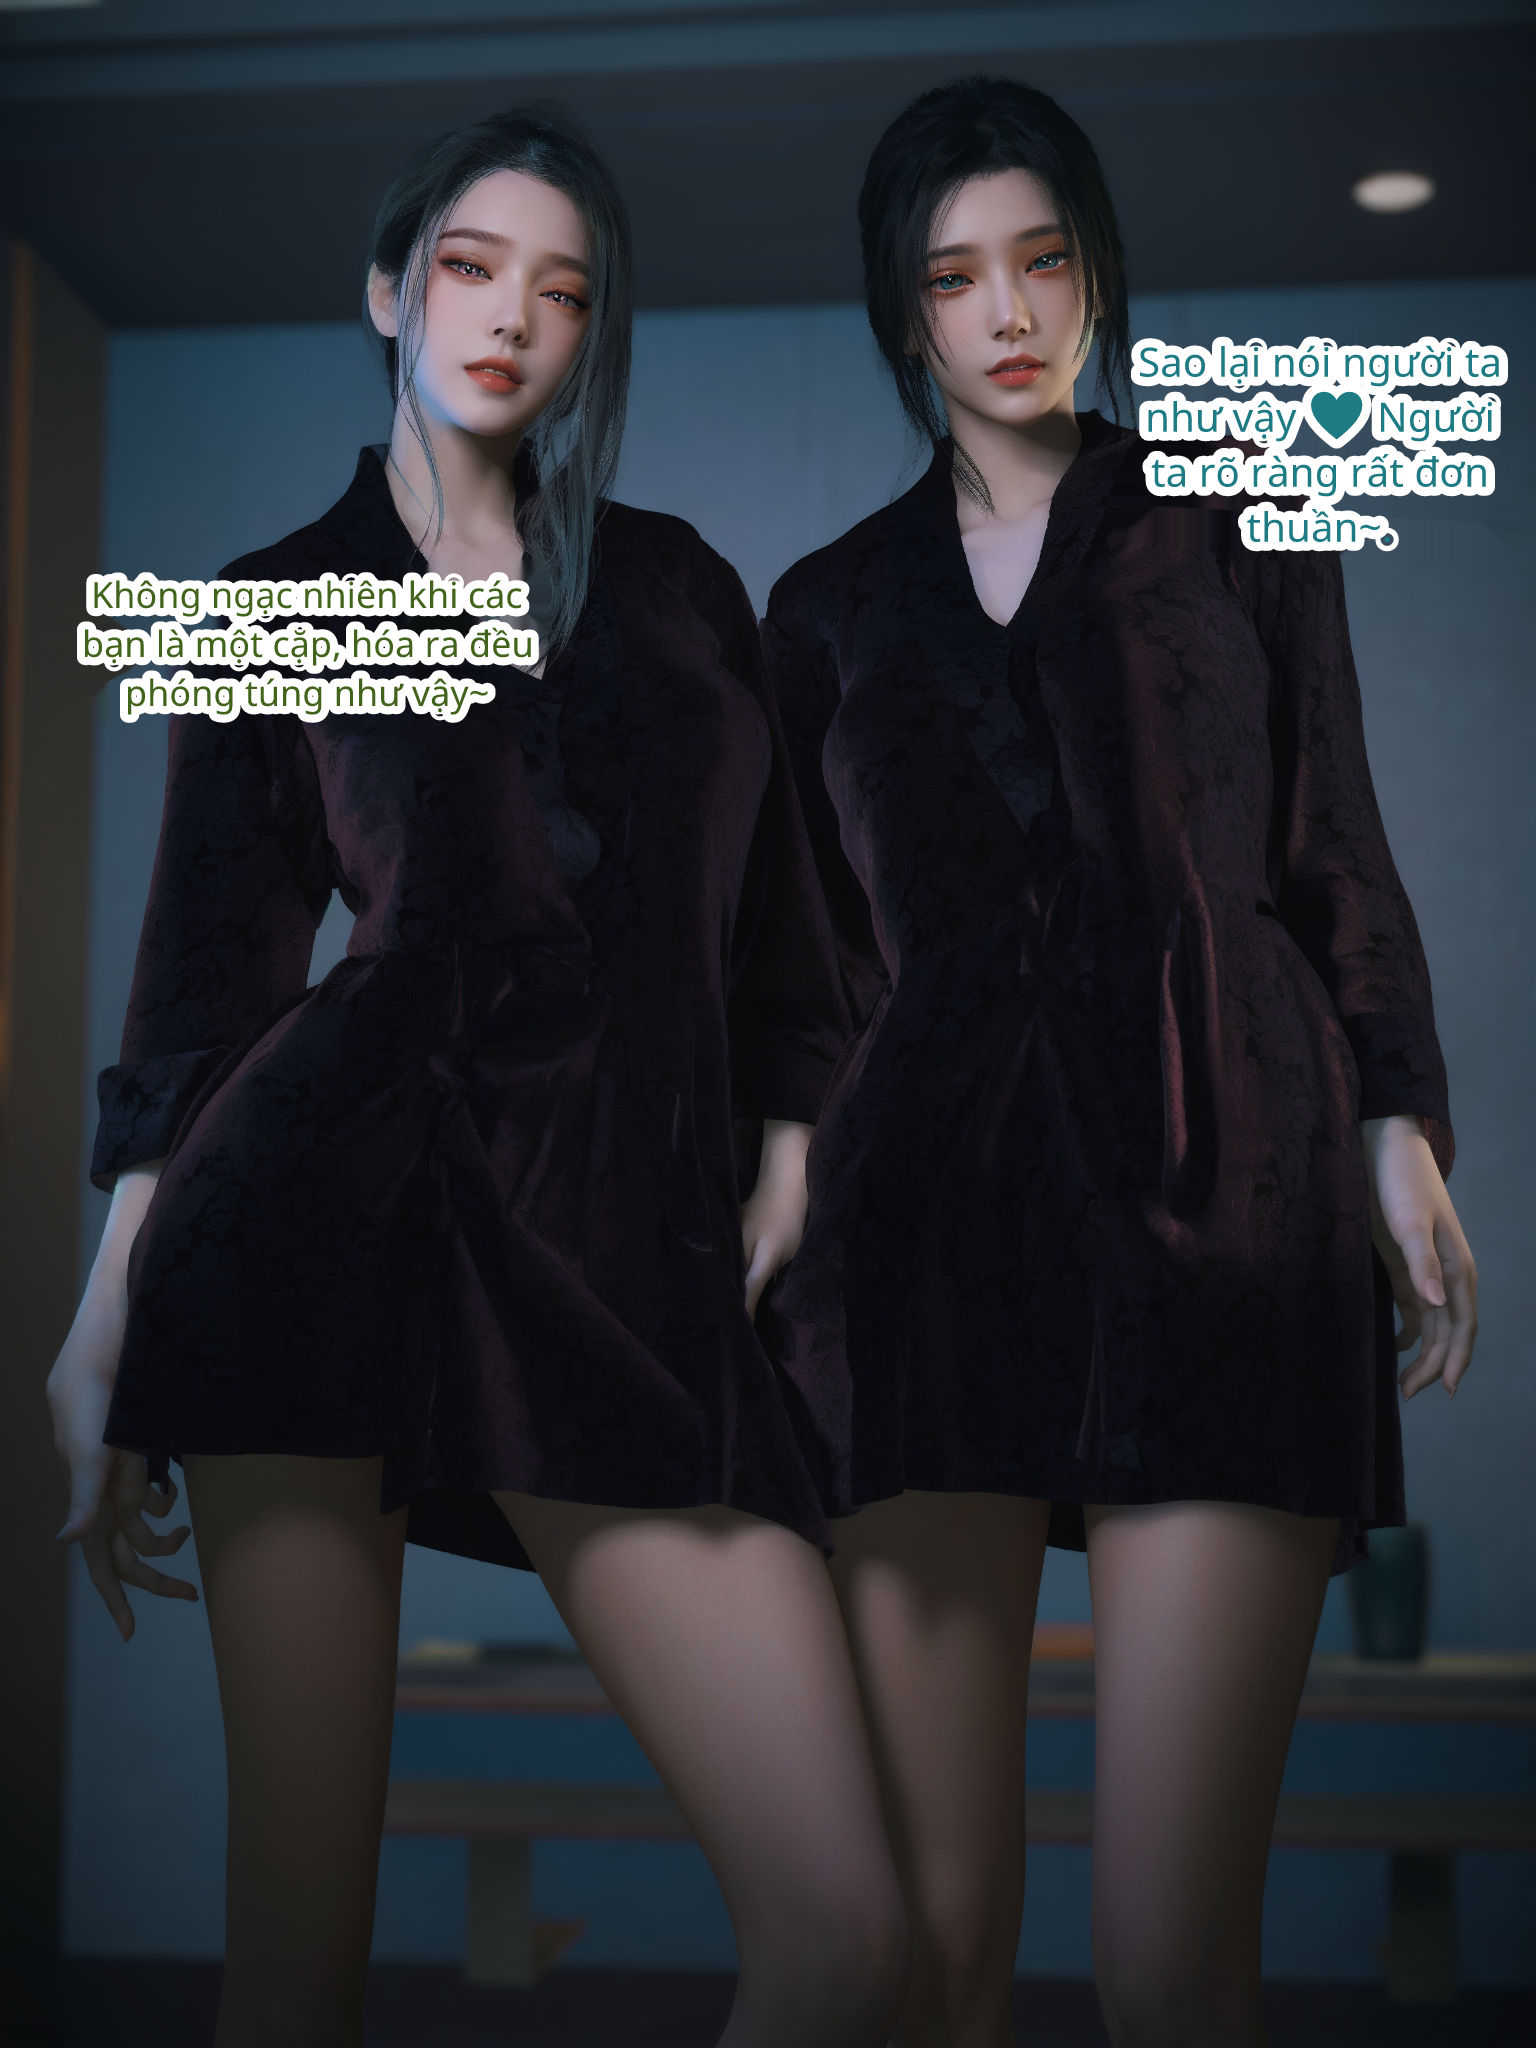 Sao lại nói người ta
như vậy ♥ Người
ta rõ ràng rất đơn
thuần~.
Không ngạc nhiên khi các
bạn là một cặp, hóa ra đều
phóng túng như vậy~